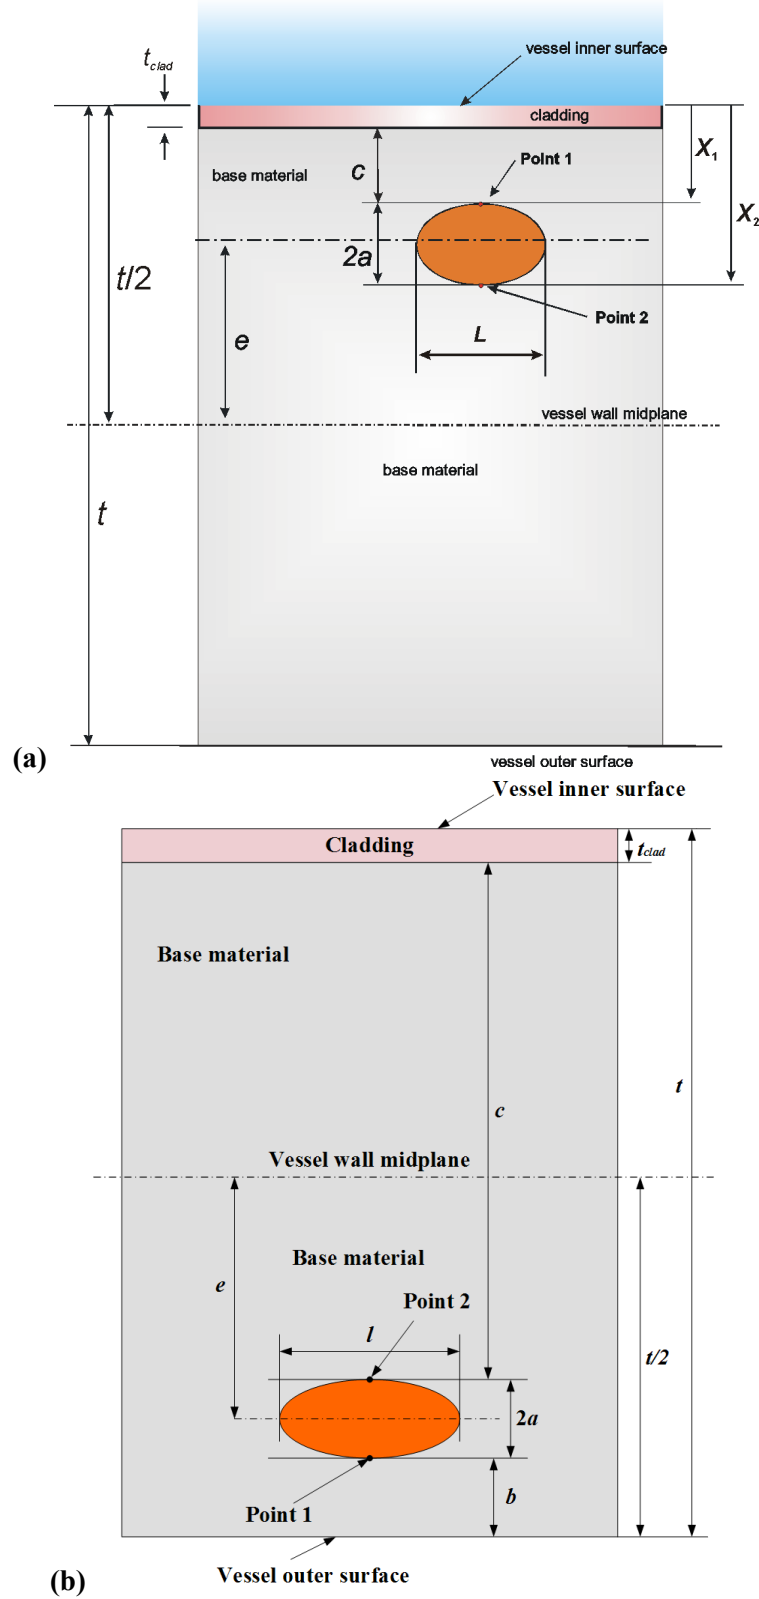 vessel inner surface
t_clad
cladding
Point 1
X₁
c
base material
X₂
2a
t/2
e
Point 2
L
vessel wall midplane
base material
t
(a)
vessel outer surface
Vessel inner surface
Cladding
t_clad
Base material
c
t
Vessel wall midplane
Base material
e
Point 2
l
t/2
2a
b
Point 1
Vessel outer surface
(b)